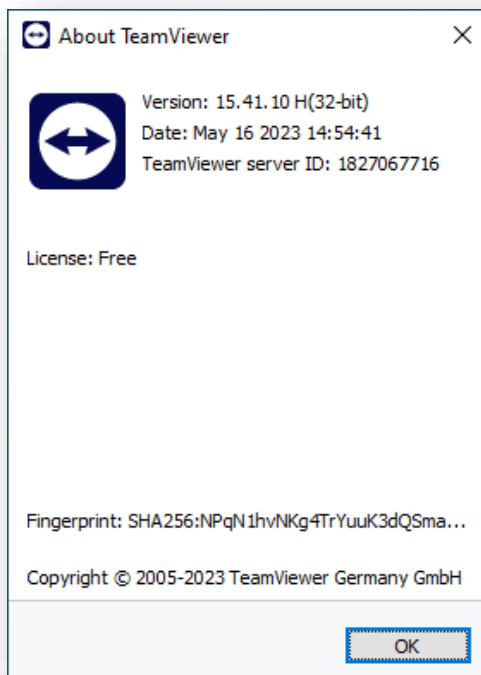 About TeamViewer
Version: 15.41.10 H(32-bit)
Date: May 16 2023 14:54:41
TeamViewer server ID: 1827067716
License: Free
Fingerprint: SHA256:NPqN1hvNKg4TrYuuK3dQSma...
Copyright © 2005-2023 TeamViewer Germany GmbH
OK